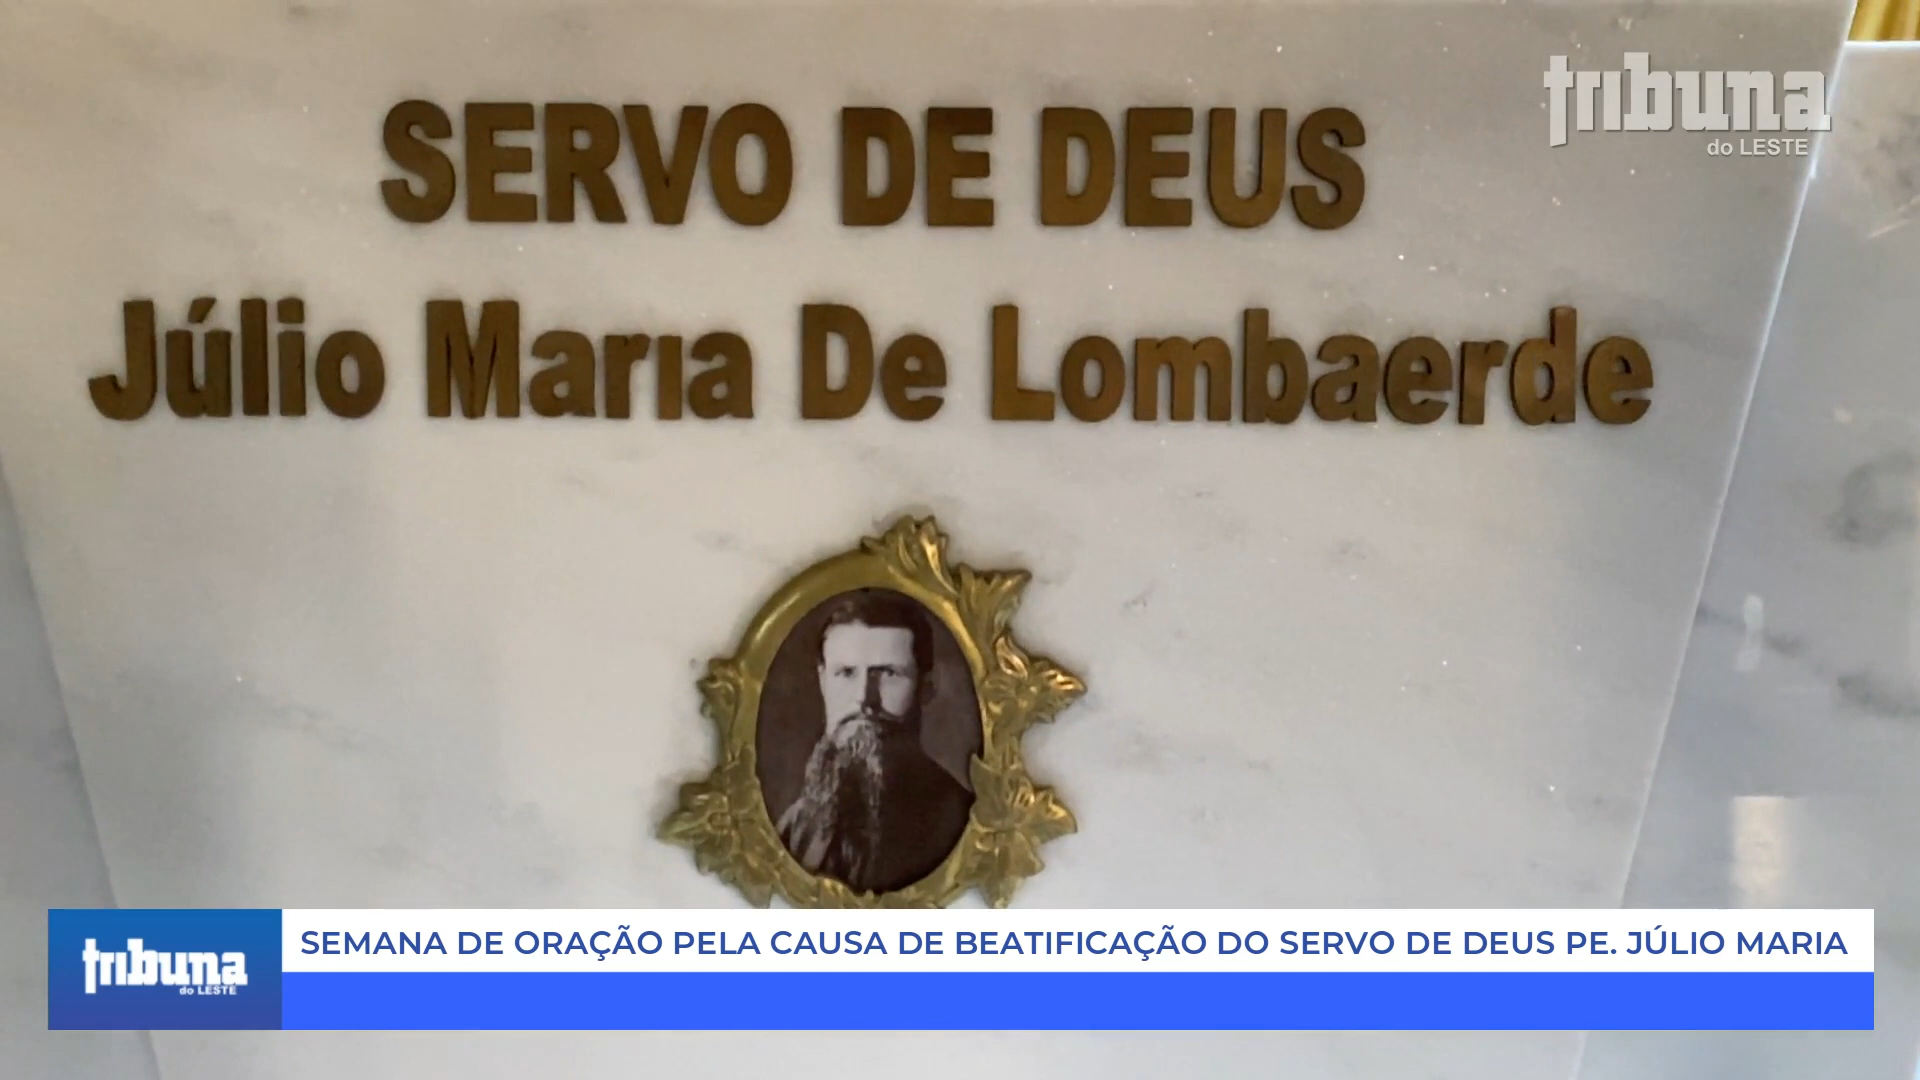 tribuna
do LESTE
SERVO DE DEUS
Júlio Maria De Lombaerde
tribuna
do LESTE
SEMANA DE ORAÇÃO PELA CAUSA DE BEATIFICAÇÃO DO SERVO DE DEUS PE. JÚLIO MARIA